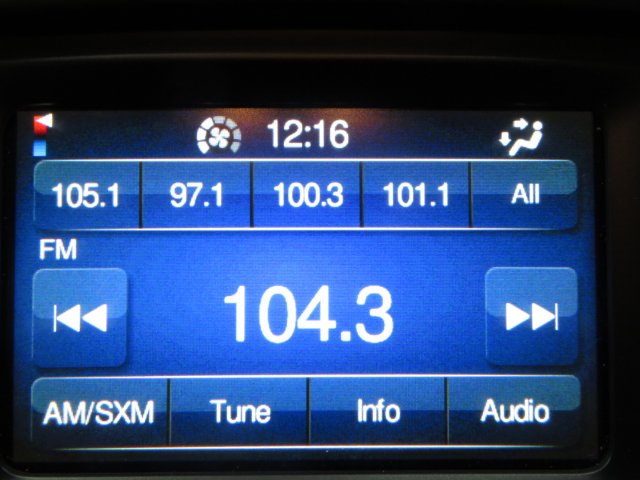 12:16
105.1 97.1 100.3 101.1 All
FM
104.3
AM/SXM Tune Info Audio